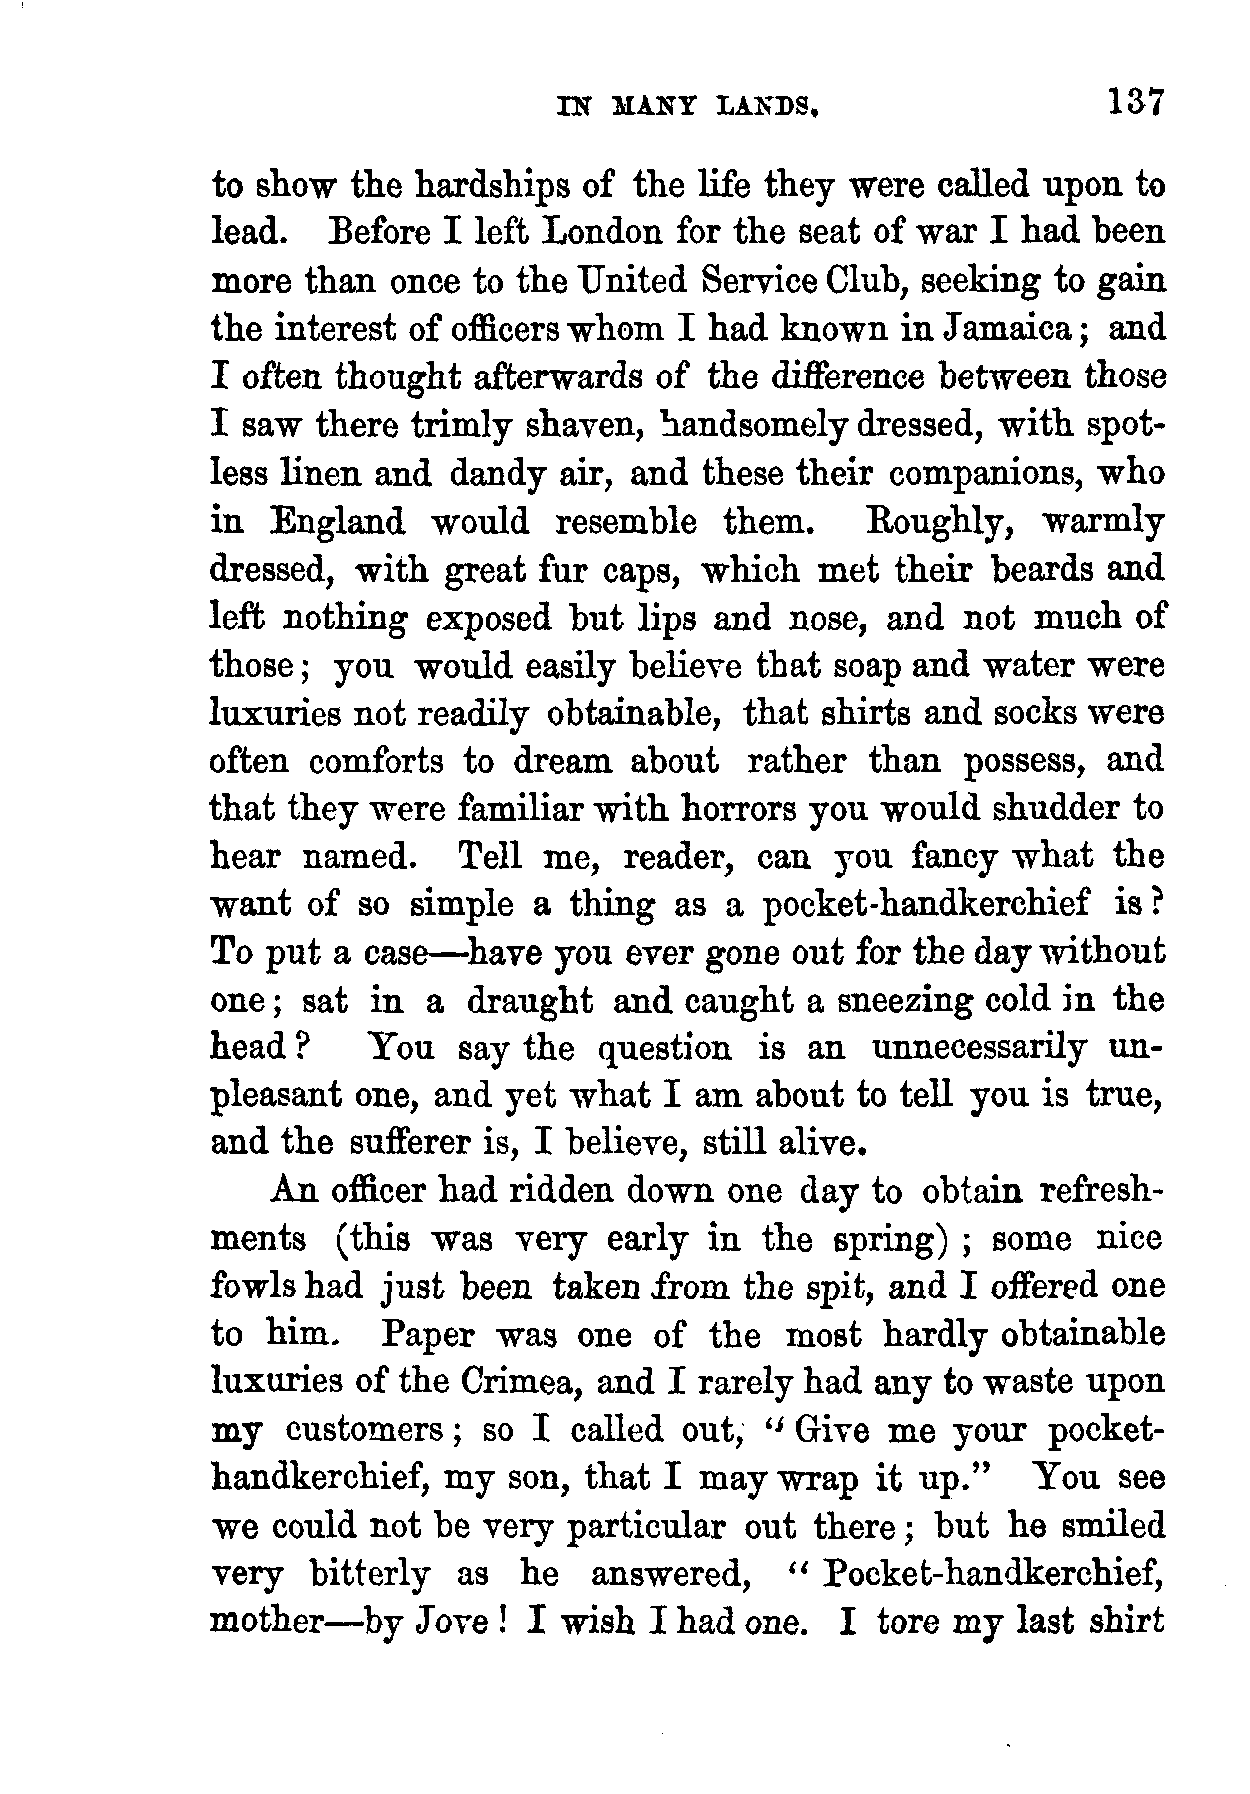 IN MANY LANDS. 137
to show the hardships of the life they were called upon to
lead. Before I left London for the seat of war I had been
more than once to the United Service Club, seeking to gain
the interest of officers whom I had known in Jamaica; and
I often thought afterwards of the difference between those
I saw there trimly shaven, handsomely dressed, with spot-
less linen and dandy air, and these their companions, who
in England would resemble them. Roughly, warmly
dressed, with great fur caps, which met their beards and
left nothing exposed but lips and nose, and not much of
those; you would easily believe that soap and water were
luxuries not readily obtainable, that shirts and socks were
often comforts to dream about rather than possess, and
that they were familiar with horrors you would shudder to
hear named. Tell me, reader, can you fancy what the
want of so simple a thing as a pocket-handkerchief is?
To put a case—have you ever gone out for the day without
one; sat in a draught and caught a sneezing cold in the
head? You say the question is an unnecessarily un-
pleasant one, and yet what I am about to tell you is true,
and the sufferer is, I believe, still alive.
An officer had ridden down one day to obtain refresh-
ments (this was very early in the spring); some nice
fowls had just been taken from the spit, and I offered one
to him. Paper was one of the most hardly obtainable
luxuries of the Crimea, and I rarely had any to waste upon
my customers; so I called out, "Give me your pocket-
handkerchief, my son, that I may wrap it up." You see
we could not be very particular out there; but he smiled
very bitterly as he answered, "Pocket-handkerchief,
mother—by Jove! I wish I had one. I tore my last shirt